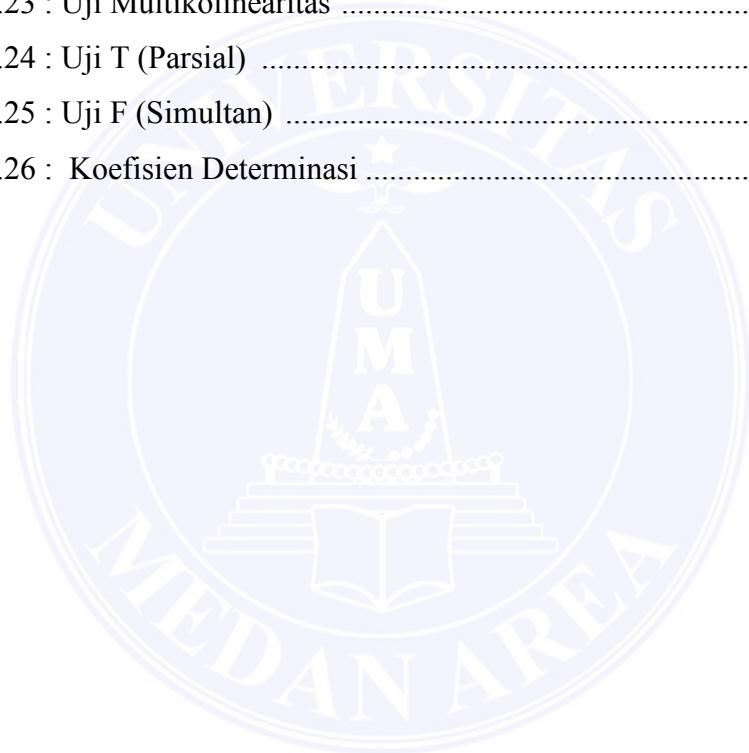 .23 : Uji Multikolinearitas ......................................................
.24 : Uji T (Parsial) ................................................................
.25 : Uji F (Simultan) .............................................................
.26 :  Koefisien Determinasi ...................................................
UNIVERSITAS
UMA
MEDAN AREA